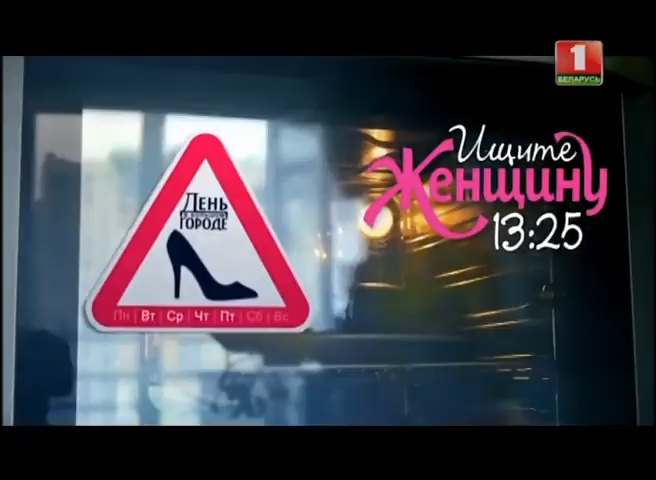 1
БЕЛАРУСЬ
Ищите
Женщину
13:25
День
В БОЛЬШОМ
ГОРОДЕ
Пн | Вт | Ср | Чт | Пт | Сб | Вс